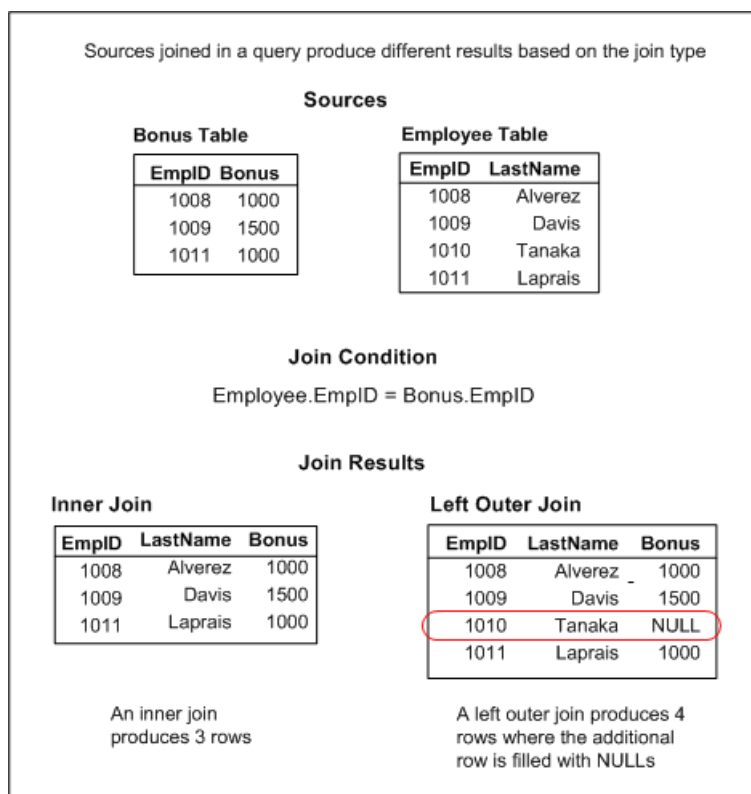 Sources joined in a query produce different results based on the join type
Sources
Bonus Table
EmpID Bonus
1008 1000
1009 1500
1011 1000
Employee Table
EmpID LastName
1008 Alverez
1009 Davis
1010 Tanaka
1011 Laprais
Join Condition
Employee.EmpID = Bonus.EmpID
Join Results
Inner Join
EmpID LastName Bonus
1008 Alverez 1000
1009 Davis 1500
1011 Laprais 1000
An inner join
produces 3 rows
Left Outer Join
EmpID LastName Bonus
1008 Alverez _ 1000
1009 Davis 1500
1010 Tanaka NULL
1011 Laprais 1000
A left outer join produces 4
rows where the additional
row is filled with NULLs